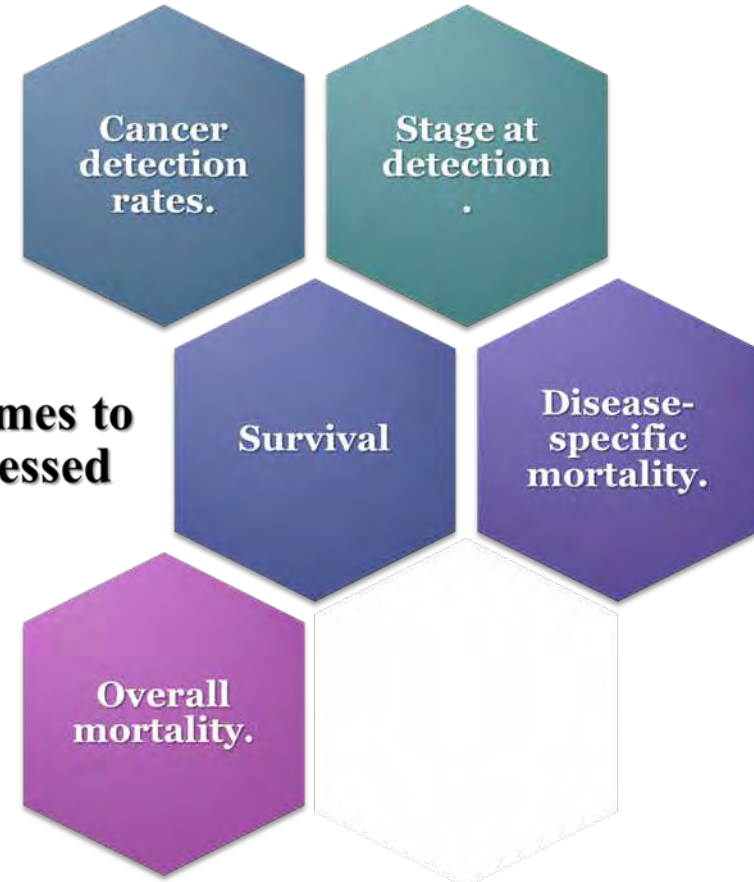 Cancer
detection
rates.
Stage at
detection
.
mes to
essed
Survival
Disease-
specific
mortality.
Overall
mortality.